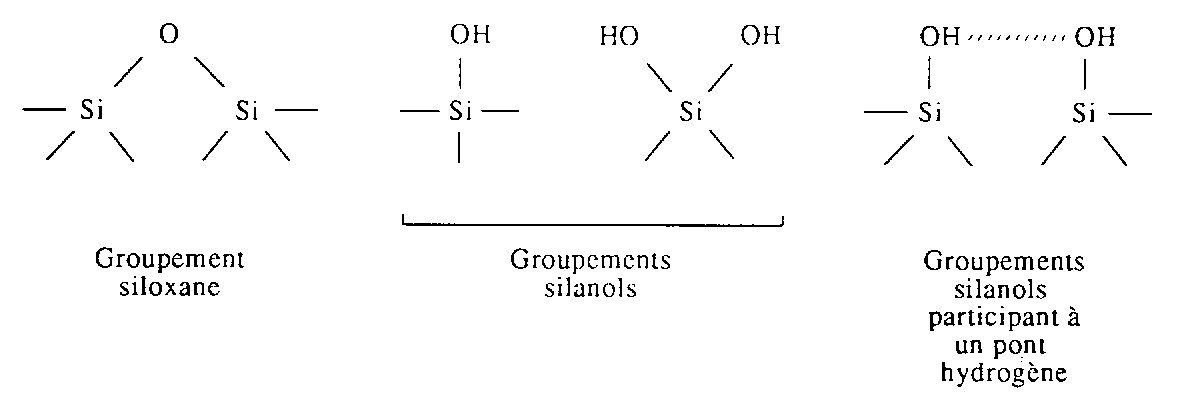 O
OH
HO
OH
OH
OH
Si
Si
Si
Si
Si
Si
Groupement
siloxane
Groupements
silanols
Groupements
silanols
participant à
un pont
hydrogène